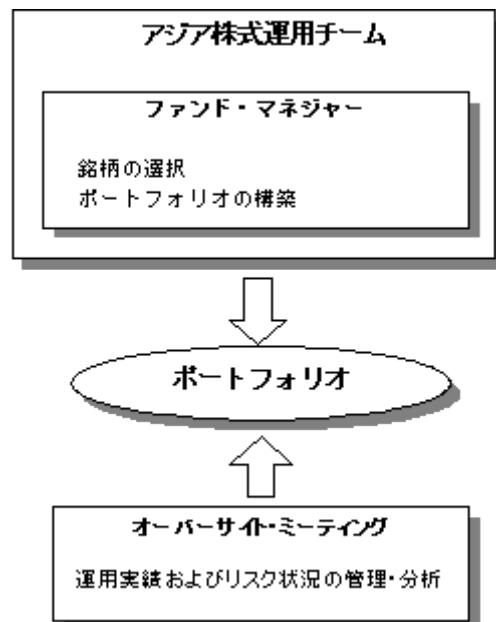 アジア株式運用チーム
ファンド・マネジャー
銘柄の選択
ポートフォリオの構築
ポートフォリオ
オーバーサイト・ミーティング
運用実績およびリスク状況の管理・分析